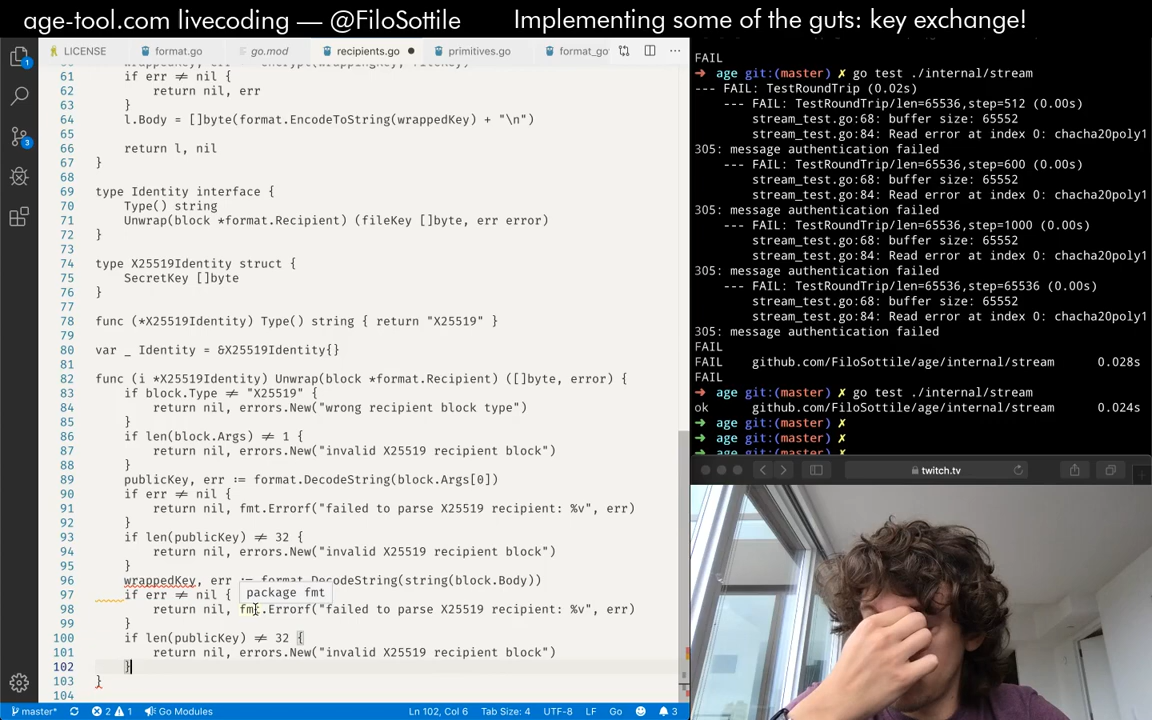 age-tool.com livecoding — @FiloSottile
Implementing some of the guts: key exchange!
LICENSE
format.go
go.mod
recipients.go
primitives.go
format_go
61 if err ≠ nil {
62 return nil, err
63 }
64 l.Body = []byte(format.EncodeToString(wrappedKey) + "\n")
65
66 return l, nil
67 }
68
69 type Identity interface {
70 Type() string
71 Unwrap(block *format.Recipient) (fileKey []byte, err error)
72 }
73
74 type X25519Identity struct {
75 SecretKey []byte
76 }
77
78 func (*X25519Identity) Type() string { return "X25519" }
79
80 var _ Identity = &X25519Identity{}
81
82 func (i *X25519Identity) Unwrap(block *format.Recipient) ([]byte, error) {
83 if block.Type ≠ "X25519" {
84 return nil, errors.New("wrong recipient block type")
85 }
86 if len(block.Args) ≠ 1 {
87 return nil, errors.New("invalid X25519 recipient block")
88 }
89 publicKey, err := format.DecodeString(block.Args[0])
90 if err ≠ nil {
91 return nil, fmt.Errorf("failed to parse X25519 recipient: %v", err)
92 }
93 if len(publicKey) ≠ 32 {
94 return nil, errors.New("invalid X25519 recipient block")
95 }
96 wrappedKey, err := format.DecodeString(string(block.Body))
package fmt
97 if err ≠ nil {
98 return nil, fmt.Errorf("failed to parse X25519 recipient: %v", err)
99 }
100 if len(publicKey) ≠ 32 {
101 return nil, errors.New("invalid X25519 recipient block")
102 }
103 }
104
master*
2 1
Go Modules
Ln 102, Col 6
Tab Size: 4
UTF-8
LF
Go
3
FAIL
➜ age git:(master) ✗ go test ./internal/stream
--- FAIL: TestRoundTrip (0.02s)
--- FAIL: TestRoundTrip/len=65536,step=512 (0.00s)
stream_test.go:68: buffer size: 65552
stream_test.go:84: Read error at index 0: chacha20poly1
305: message authentication failed
--- FAIL: TestRoundTrip/len=65536,step=600 (0.00s)
stream_test.go:68: buffer size: 65552
stream_test.go:84: Read error at index 0: chacha20poly1
305: message authentication failed
--- FAIL: TestRoundTrip/len=65536,step=1000 (0.00s)
stream_test.go:68: buffer size: 65552
stream_test.go:84: Read error at index 0: chacha20poly1
305: message authentication failed
--- FAIL: TestRoundTrip/len=65536,step=65536 (0.00s)
stream_test.go:68: buffer size: 65552
stream_test.go:84: Read error at index 0: chacha20poly1
305: message authentication failed
FAIL
FAIL github.com/FiloSottile/age/internal/stream 0.028s
FAIL
➜ age git:(master) ✗ go test ./internal/stream
ok github.com/FiloSottile/age/internal/stream 0.024s
➜ age git:(master) ✗
➜ age git:(master) ✗
➜ age git:(master) ✗
twitch.tv